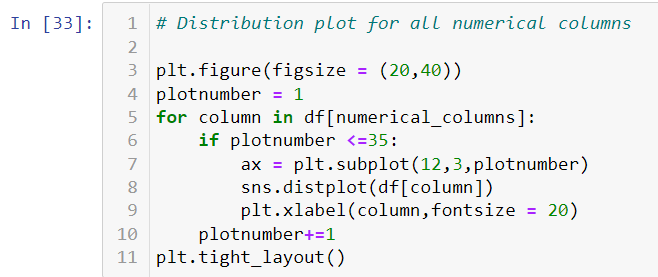 In [33]:
1 # Distribution plot for all numerical columns
2
3 plt.figure(figsize = (20,40))
4 plotnumber = 1
5 for column in df[numerical_columns]:
6     if plotnumber <=35:
7         ax = plt.subplot(12,3,plotnumber)
8         sns.distplot(df[column])
9         plt.xlabel(column,fontsize = 20)
10     plotnumber+=1
11 plt.tight_layout()